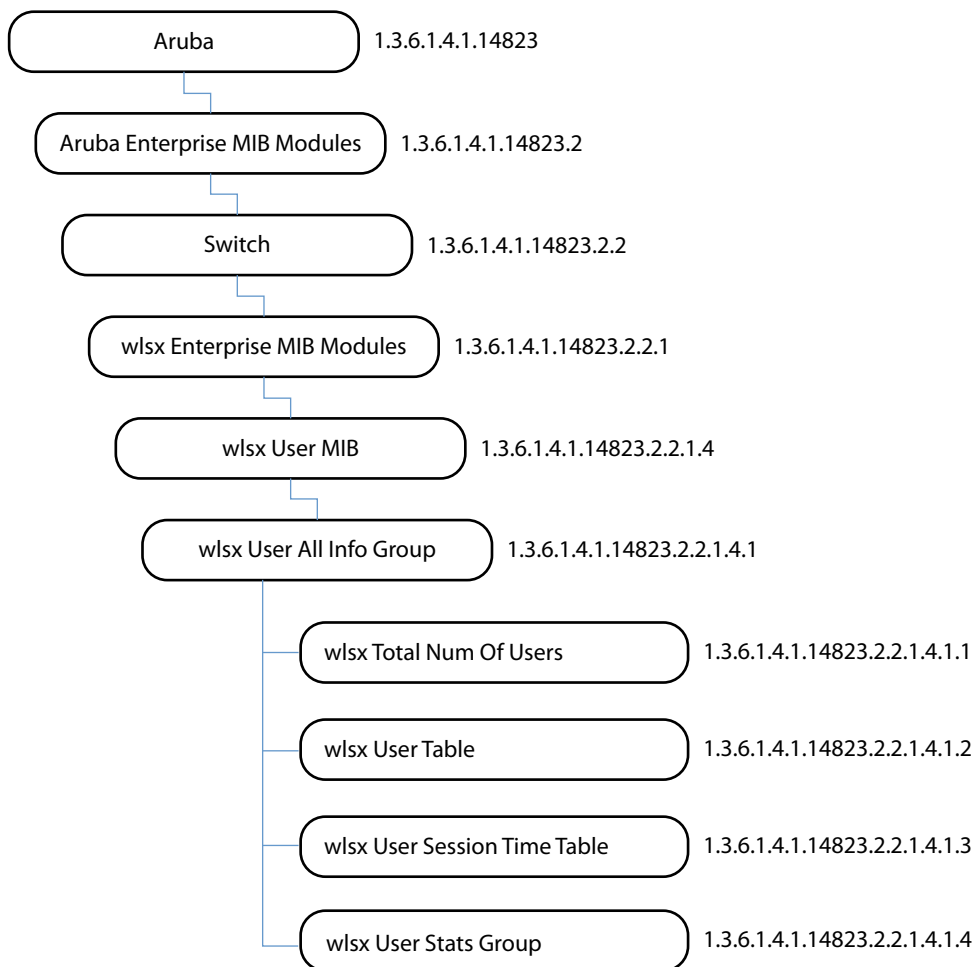 Aruba 1.3.6.1.4.1.14823
Aruba Enterprise MIB Modules 1.3.6.1.4.1.14823.2
Switch 1.3.6.1.4.1.14823.2.2
wlsx Enterprise MIB Modules 1.3.6.1.4.1.14823.2.2.1
wlsx User MIB 1.3.6.1.4.1.14823.2.2.1.4
wlsx User All Info Group 1.3.6.1.4.1.14823.2.2.1.4.1
wlsx Total Num Of Users 1.3.6.1.4.1.14823.2.2.1.4.1.1
wlsx User Table 1.3.6.1.4.1.14823.2.2.1.4.1.2
wlsx User Session Time Table 1.3.6.1.4.1.14823.2.2.1.4.1.3
wlsx User Stats Group 1.3.6.1.4.1.14823.2.2.1.4.1.4